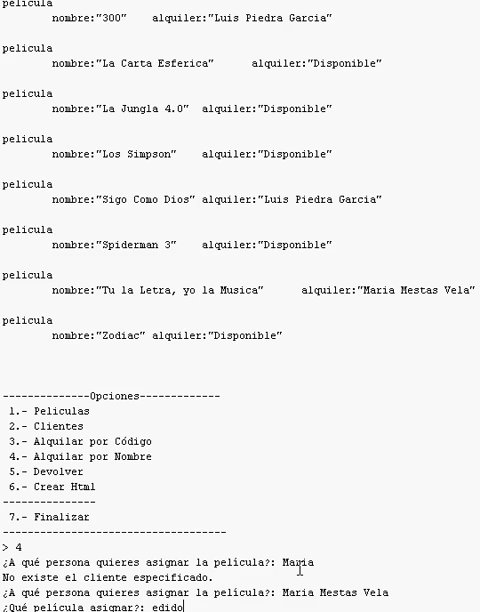 pelicula
nombre:"300" alquiler:"Luis Piedra Garcia"
pelicula
nombre:"La Carta Esferica" alquiler:"Disponible"
pelicula
nombre:"La Jungla 4.0" alquiler:"Disponible"
pelicula
nombre:"Los Simpson" alquiler:"Disponible"
pelicula
nombre:"Sigo Como Dios" alquiler:"Luis Piedra Garcia"
pelicula
nombre:"Spiderman 3" alquiler:"Disponible"
pelicula
nombre:"Tu la Letra, yo la Musica" alquiler:"Maria Mestas Vela"
pelicula
nombre:"Zodiac" alquiler:"Disponible"
--------------Opciones-------------
1.- Peliculas
2.- Clientes
3.- Alquilar por Código
4.- Alquilar por Nombre
5.- Devolver
6.- Crear Html
---------------
7.- Finalizar
------------------------------------
> 4
¿A qué persona quieres asignar la película?: Maria
No existe el cliente especificado.
¿A qué persona quieres asignar la película?: Maria Mestas Vela
¿Qué película asignar?: edido